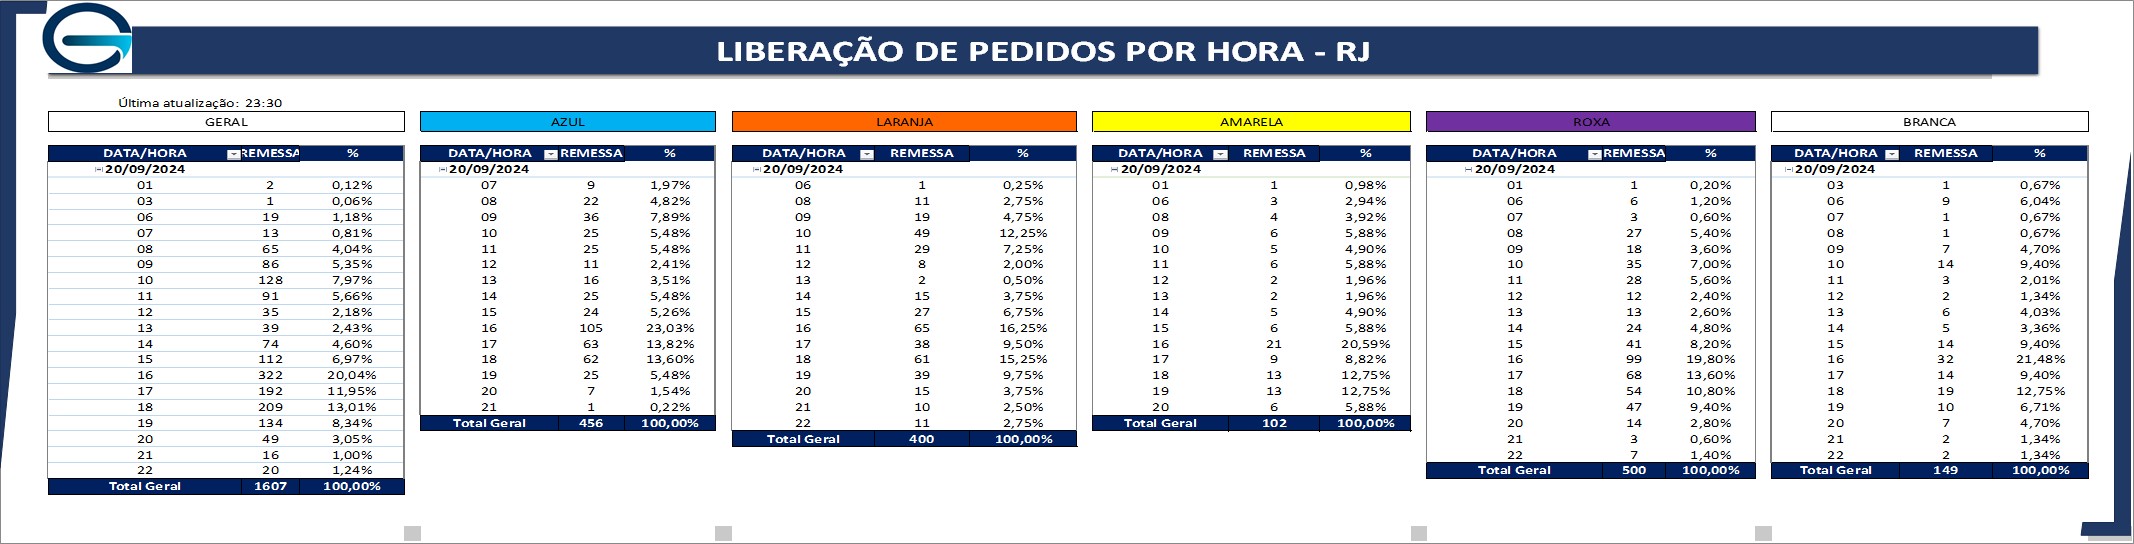 LIBERAÇÃO DE PEDIDOS POR HORA - RJ
Última atualização: 23:30
GERAL
DATA/HORA REMESSA %
20/09/2024
01 2 0,12%
03 1 0,06%
06 19 1,18%
07 13 0,81%
08 65 4,04%
09 86 5,35%
10 128 7,97%
11 91 5,66%
12 35 2,18%
13 39 2,43%
14 74 4,60%
15 112 6,97%
16 322 20,04%
17 192 11,95%
18 209 13,01%
19 134 8,34%
20 49 3,05%
21 16 1,00%
22 20 1,24%
Total Geral 1607 100,00%
AZUL
DATA/HORA REMESSA %
20/09/2024
07 9 1,97%
08 22 4,82%
09 36 7,89%
10 25 5,48%
11 25 5,48%
12 11 2,41%
13 16 3,51%
14 25 5,48%
15 24 5,26%
16 105 23,03%
17 63 13,82%
18 62 13,60%
19 25 5,48%
20 7 1,54%
21 1 0,22%
Total Geral 456 100,00%
LARANJA
DATA/HORA REMESSA %
20/09/2024
06 1 0,25%
08 11 2,75%
09 19 4,75%
10 49 12,25%
11 29 7,25%
12 8 2,00%
13 2 0,50%
14 15 3,75%
15 27 6,75%
16 65 16,25%
17 38 9,50%
18 61 15,25%
19 39 9,75%
20 15 3,75%
21 10 2,50%
22 11 2,75%
Total Geral 400 100,00%
AMARELA
DATA/HORA REMESSA %
20/09/2024
01 1 0,98%
06 3 2,94%
08 4 3,92%
09 6 5,88%
10 5 4,90%
11 6 5,88%
12 2 1,96%
13 2 1,96%
14 5 4,90%
15 6 5,88%
16 21 20,59%
17 9 8,82%
18 13 12,75%
19 13 12,75%
20 6 5,88%
Total Geral 102 100,00%
ROXA
DATA/HORA REMESSA %
20/09/2024
01 1 0,20%
06 6 1,20%
07 3 0,60%
08 27 5,40%
09 18 3,60%
10 35 7,00%
11 28 5,60%
12 12 2,40%
13 13 2,60%
14 24 4,80%
15 41 8,20%
16 99 19,80%
17 68 13,60%
18 54 10,80%
19 47 9,40%
20 14 2,80%
21 3 0,60%
22 7 1,40%
Total Geral 500 100,00%
BRANCA
DATA/HORA REMESSA %
20/09/2024
03 1 0,67%
06 9 6,04%
07 1 0,67%
08 1 0,67%
09 7 4,70%
10 14 9,40%
11 3 2,01%
12 2 1,34%
13 6 4,03%
14 5 3,36%
15 14 9,40%
16 32 21,48%
17 14 9,40%
18 19 12,75%
19 10 6,71%
20 7 4,70%
21 2 1,34%
22 2 1,34%
Total Geral 149 100,00%